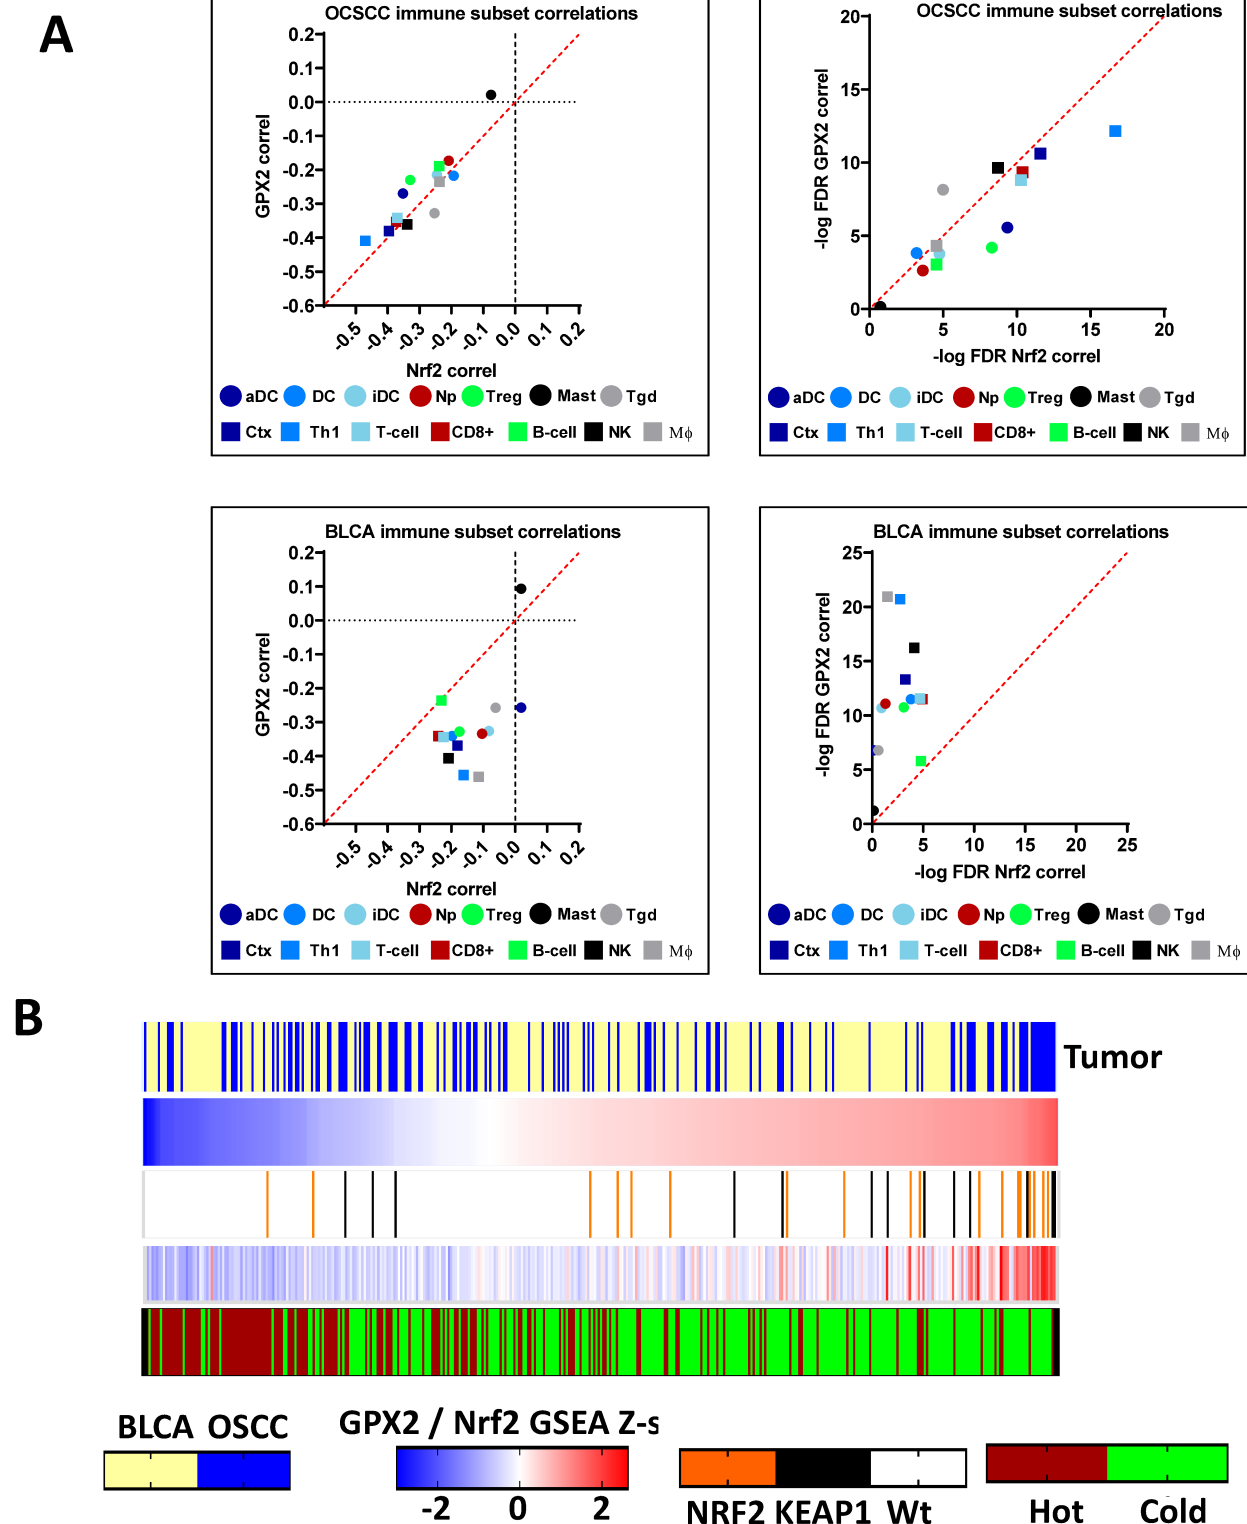 A
OCSCC immune subset correlations
0.2
0.1
0.0
-0.1
-0.2
-0.3
-0.4
-0.5
-0.6
GPX2 correl
-0.5 -0.4 -0.3 -0.2 -0.1 0.0 0.1 0.2
Nrf2 correl
aDC DC iDC Np Treg Mast Tgd
Ctx Th1 T-cell CD8+ B-cell NK Mϕ
OCSCC immune subset correlations
20
15
10
5
0
-log FDR GPX2 correl
0 5 10 15 20
-log FDR Nrf2 correl
aDC DC iDC Np Treg Mast Tgd
Ctx Th1 T-cell CD8+ B-cell NK Mϕ
BLCA immune subset correlations
0.2
0.1
0.0
-0.1
-0.2
-0.3
-0.4
-0.5
-0.6
GPX2 correl
-0.5 -0.4 -0.3 -0.2 -0.1 0.0 0.1 0.2
Nrf2 correl
aDC DC iDC Np Treg Mast Tgd
Ctx Th1 T-cell CD8+ B-cell NK Mϕ
BLCA immune subset correlations
25
20
15
10
5
0
-log FDR GPX2 correl
0 5 10 15 20 25
-log FDR Nrf2 correl
aDC DC iDC Np Treg Mast Tgd
Ctx Th1 T-cell CD8+ B-cell NK Mϕ
B
Tumor
BLCA OSCC
GPX2 / Nrf2 GSEA Z-s
-2 0 2
NRF2 KEAP1 Wt
Hot Cold